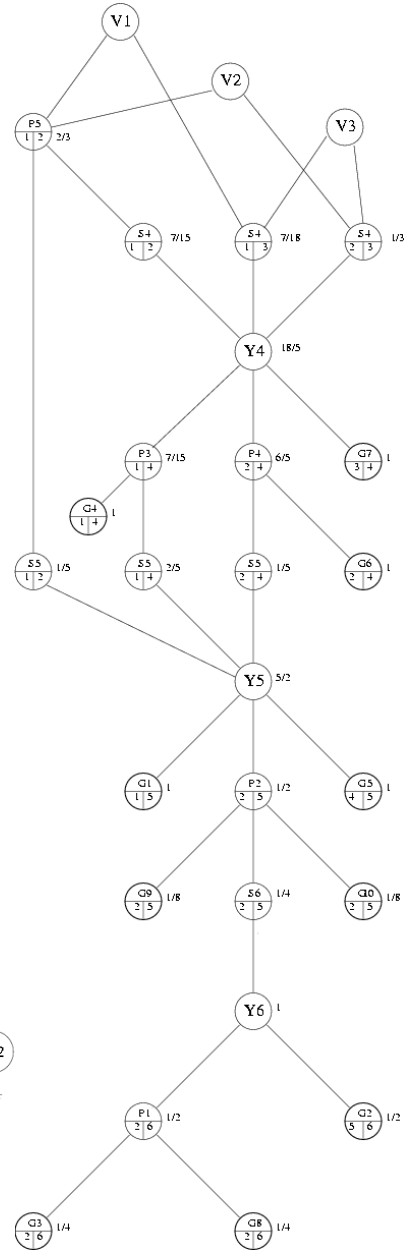 V1
V2
V3
P5
1 2 2/3
S4
1 2 7/15
S4
1 3 7/18
S4
2 3 1/3
Y4 18/5
P3
1 4 7/15
P4
2 4 6/5
G7
3 4 1
G4
1 4 1
S5
1 2 1/5
S5
1 4 2/5
S5
2 4 1/5
G6
2 4 1
Y5 5/2
G1
1 5 1
P2
2 5 1/2
G5
4 5 1
G9
2 5 1/8
S6
2 5 1/4
G10
2 5 1/8
Y6 1
2
P1
2 6 1/2
G2
5 6 1/2
G3
2 6 1/4
G8
2 6 1/4